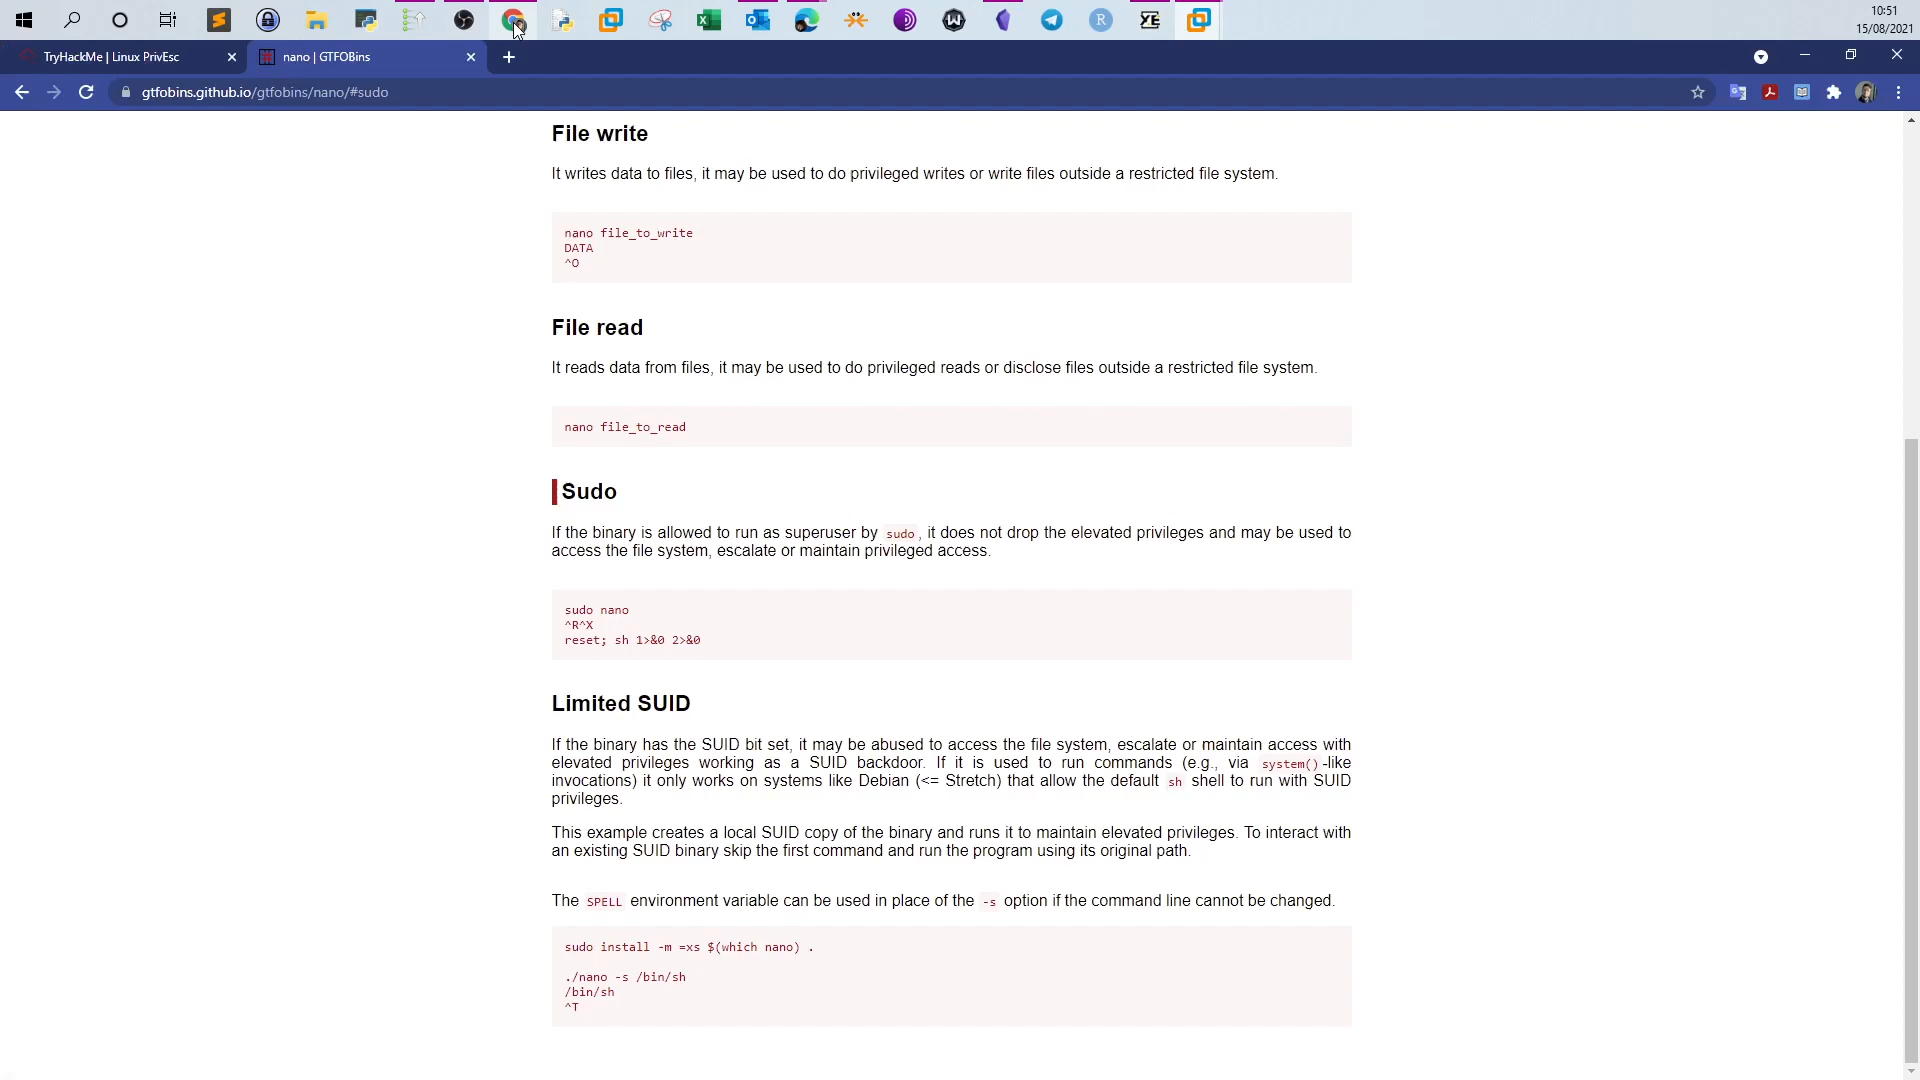 10:51
15/08/2021
TryHackMe | Linux PrivEsc
nano | GTFOBins
gtfobins.github.io/gtfobins/nano/#sudo
File write
It writes data to files, it may be used to do privileged writes or write files outside a restricted file system.
nano file_to_write
DATA
^O
File read
It reads data from files, it may be used to do privileged reads or disclose files outside a restricted file system.
nano file_to_read
Sudo
If the binary is allowed to run as superuser by sudo, it does not drop the elevated privileges and may be used to
access the file system, escalate or maintain privileged access.
sudo nano
^R^X
reset; sh 1>&0 2>&0
Limited SUID
If the binary has the SUID bit set, it may be abused to access the file system, escalate or maintain access with
elevated privileges working as a SUID backdoor. If it is used to run commands (e.g., via system()-like
invocations) it only works on systems like Debian (<= Stretch) that allow the default sh shell to run with SUID
privileges.
This example creates a local SUID copy of the binary and runs it to maintain elevated privileges. To interact with
an existing SUID binary skip the first command and run the program using its original path.
The SPELL environment variable can be used in place of the -s option if the command line cannot be changed.
sudo install -m =xs $(which nano) .
./nano -s /bin/sh
/bin/sh
^T